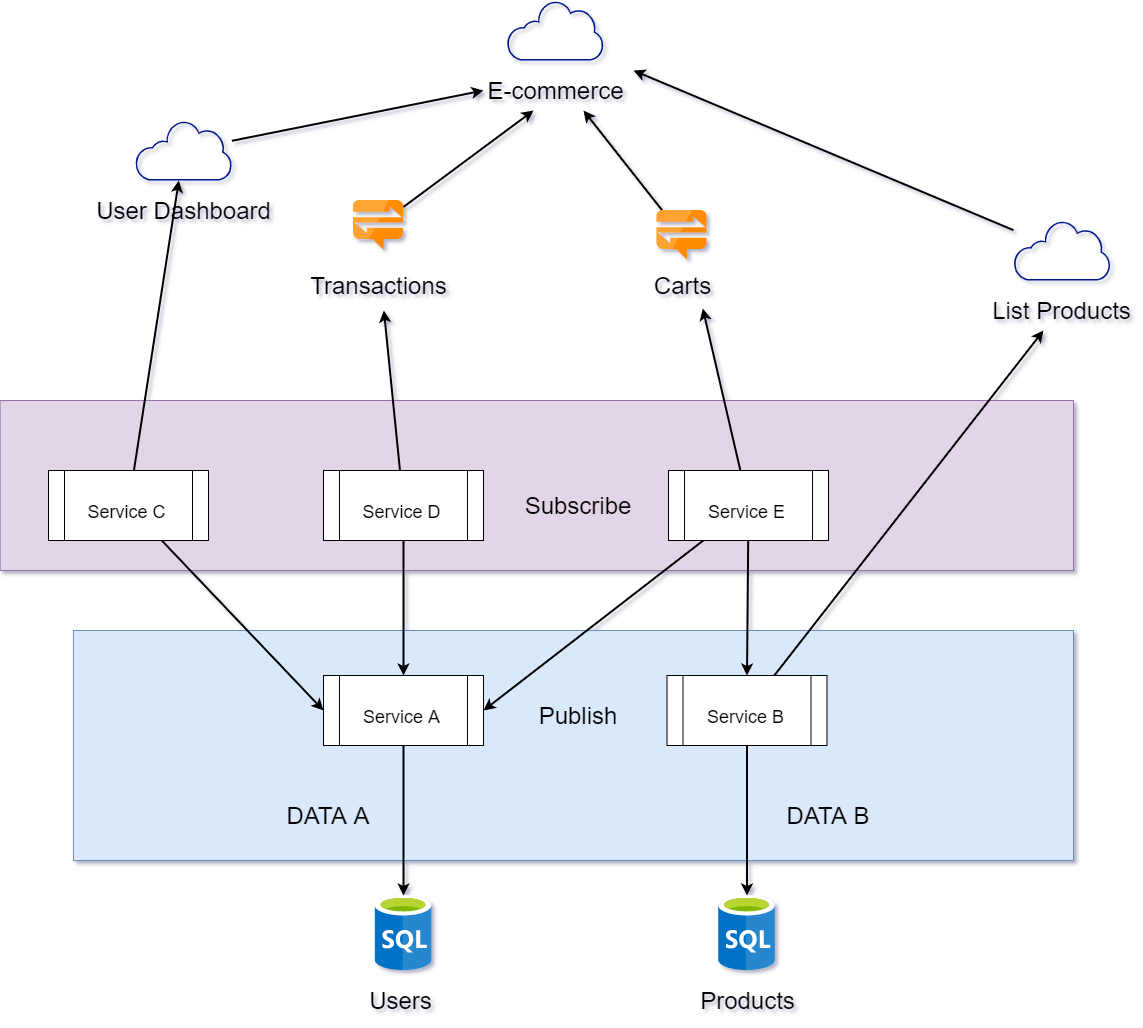 E-commerce
User Dashboard
Transactions
Carts
List Products
Service C
Service D
Subscribe
Service E
Service A
Publish
Service B
DATA A
DATA B
SQL
SQL
Users
Products